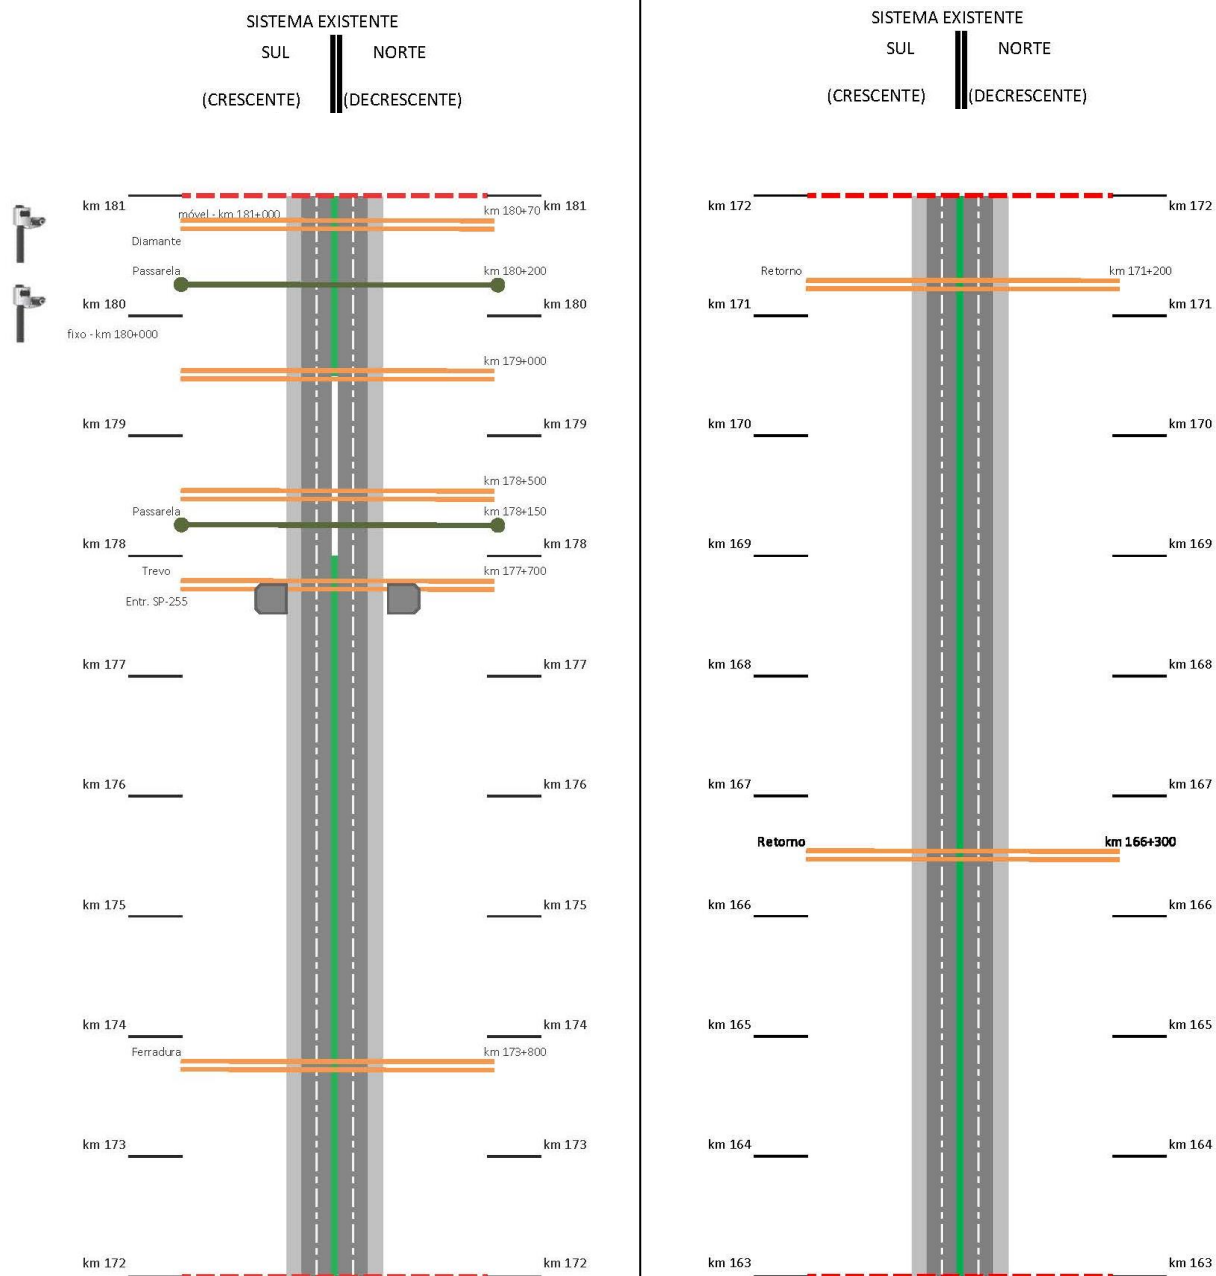 SISTEMA EXISTENTE
SUL NORTE
(CRESCENTE) (DECRESCENTE)
km 181 km 181
móvel - km 181+000 km 180+70
Diamante
Passarela km 180+200
km 180 km 180
fixo - km 180+000
km 179+000
km 179 km 179
km 178+500
Passarela km 178+150
km 178 km 178
Trevo km 177+700
Entr. SP-255
km 177 km 177
km 176 km 176
km 175 km 175
km 174 km 174
Ferradura km 173+800
km 173 km 173
km 172 km 172
SISTEMA EXISTENTE
SUL NORTE
(CRESCENTE) (DECRESCENTE)
km 172 km 172
Retorno km 171+200
km 171 km 171
km 170 km 170
km 169 km 169
km 168 km 168
km 167 km 167
Retorno km 166+300
km 166 km 166
km 165 km 165
km 164 km 164
km 163 km 163